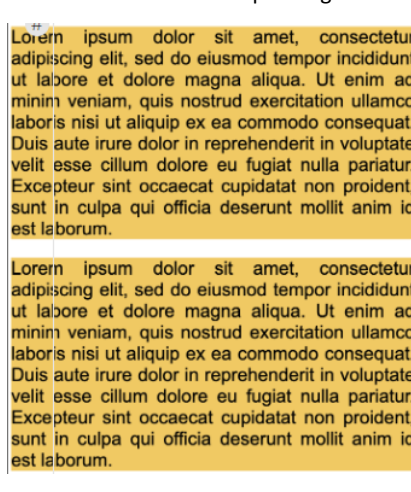 #
Lorem ipsum dolor sit amet, consectetur
adipiscing elit, sed do eiusmod tempor incididunt
ut labore et dolore magna aliqua. Ut enim ad
minim veniam, quis nostrud exercitation ullamco
laboris nisi ut aliquip ex ea commodo consequat.
Duis aute irure dolor in reprehenderit in voluptate
velit esse cillum dolore eu fugiat nulla pariatur.
Excepteur sint occaecat cupidatat non proident,
sunt in culpa qui officia deserunt mollit anim id
est laborum.
Lorem ipsum dolor sit amet, consectetur
adipiscing elit, sed do eiusmod tempor incididunt
ut labore et dolore magna aliqua. Ut enim ad
minim veniam, quis nostrud exercitation ullamco
laboris nisi ut aliquip ex ea commodo consequat.
Duis aute irure dolor in reprehenderit in voluptate
velit esse cillum dolore eu fugiat nulla pariatur.
Excepteur sint occaecat cupidatat non proident,
sunt in culpa qui officia deserunt mollit anim id
est laborum.